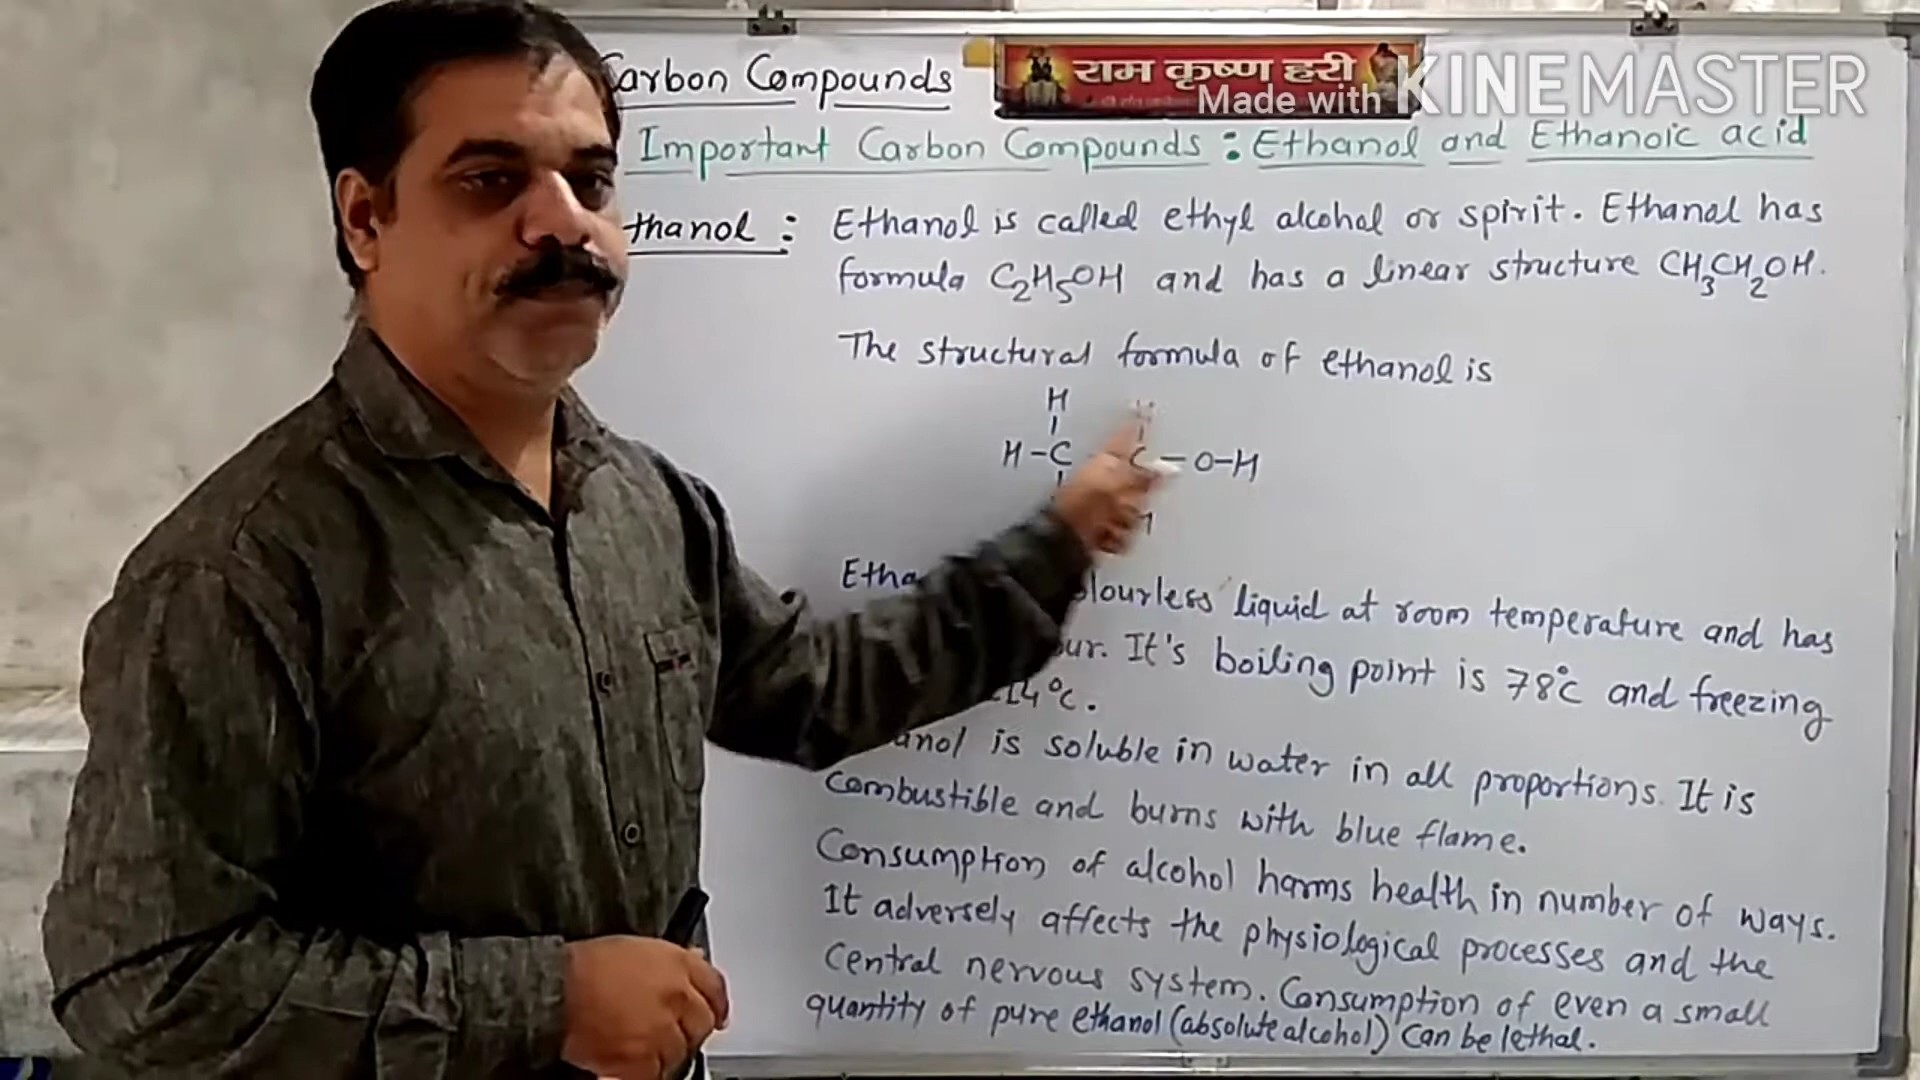 Carbon Compounds
राम कृष्ण हरी
Made with KINEMASTER
Important Carbon Compounds : Ethanol and Ethanoic acid
thanol : Ethanol is called ethyl alcohol or spirit. Ethanol has
formula C2H5OH and has a linear structure CH3CH2OH.
The structural formula of ethanol is
H H
H-C C-O-H
H
Etha lourless liquid at room temperature and has
our. It's boiling point is 78°C and freezing
114°C.
anol is soluble in water in all proportions. It is
combustible and burns with blue flame.
Consumption of alcohol harms health in number of ways.
It adversely affects the physiological processes and the
central nervous system. Consumption of even a small
quantity of pure ethanol (absolute alcohol) can be lethal.